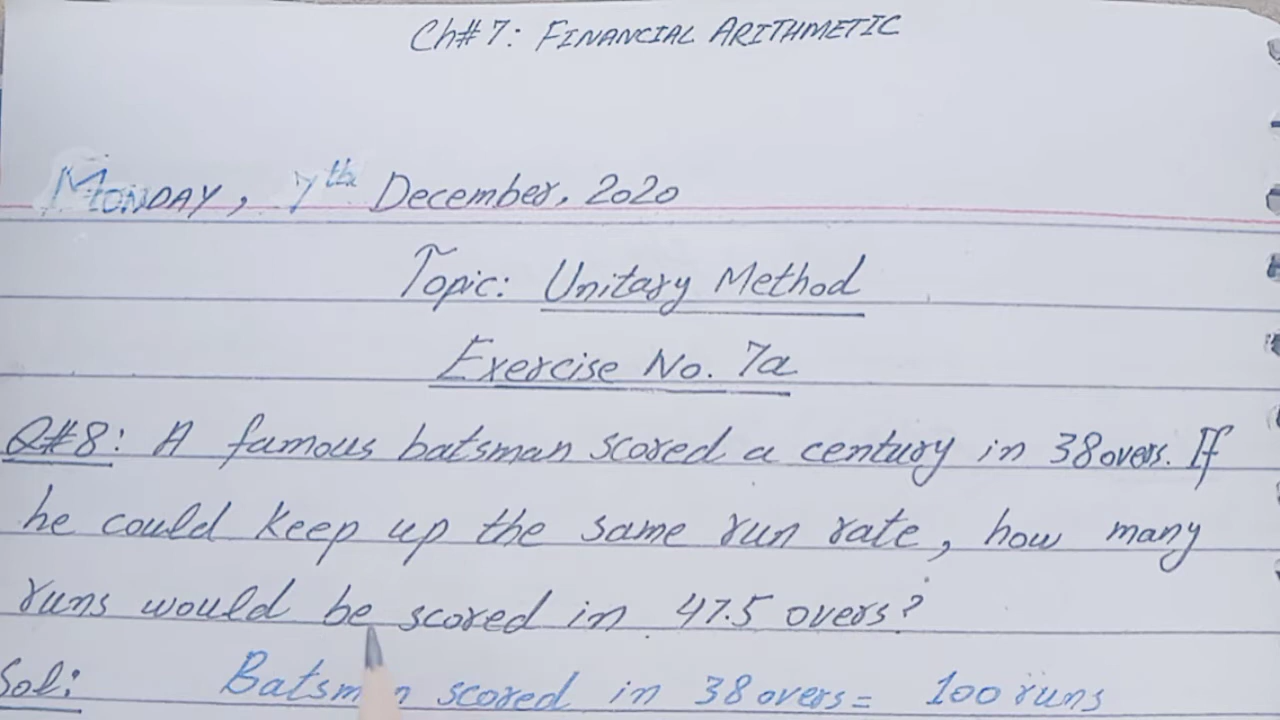 Ch# 7: FINANCIAL ARITHMETIC
MONDAY, 7th December, 2020
Topic: Unitary Method
Exercise No. 7a
Q#8: A famous batsman scored a century in 38 overs. If
he could keep up the same run rate, how many
runs would be scored in 47.5 overs?
Sol: Batsman scored in 38 overs = 100 runs